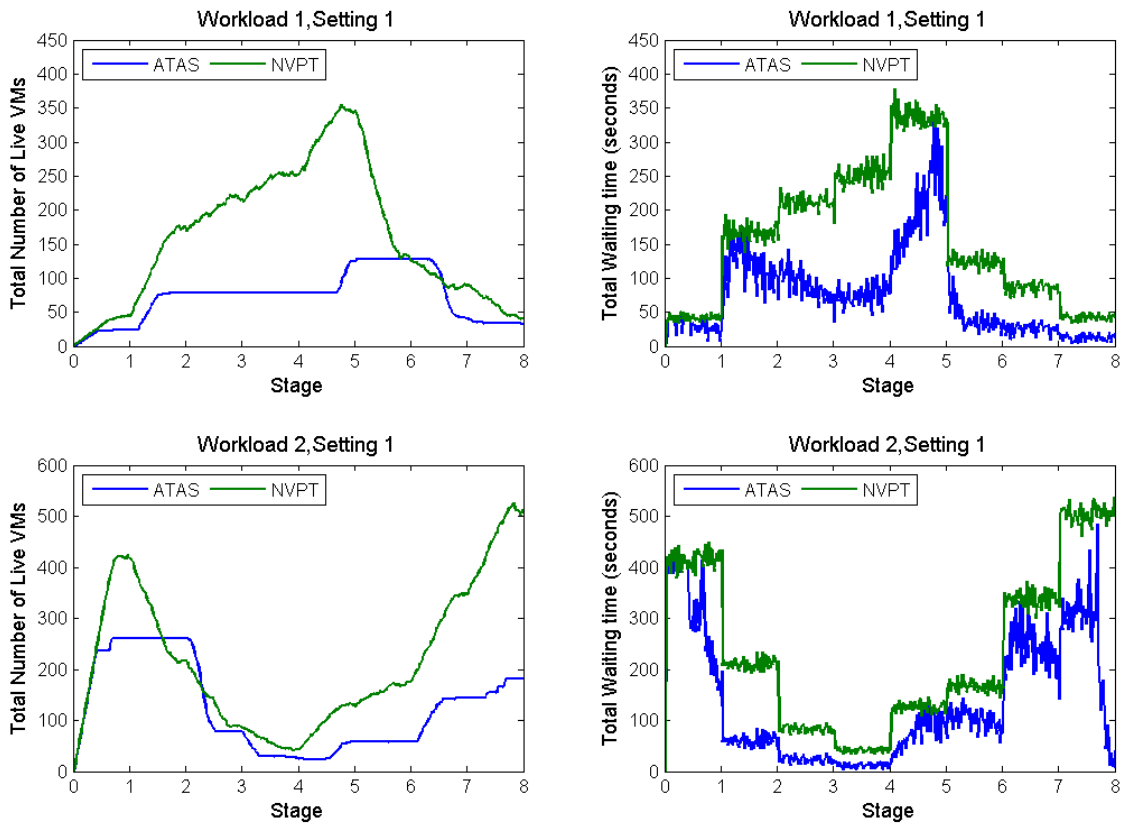 Workload 1,Setting 1
Total Number of Live VMs
450
400
350
300
250
200
150
100
50
0
ATAS NVPT
0 1 2 3 4 5 6 7 8
Stage
Workload 1,Setting 1
Total Waiting time (seconds)
450
400
350
300
250
200
150
100
50
0
ATAS NVPT
0 1 2 3 4 5 6 7 8
Stage
Workload 2,Setting 1
Total Number of Live VMs
600
500
400
300
200
100
0
ATAS NVPT
0 1 2 3 4 5 6 7 8
Stage
Workload 2,Setting 1
Total Waiting time (seconds)
600
500
400
300
200
100
0
ATAS NVPT
0 1 2 3 4 5 6 7 8
Stage